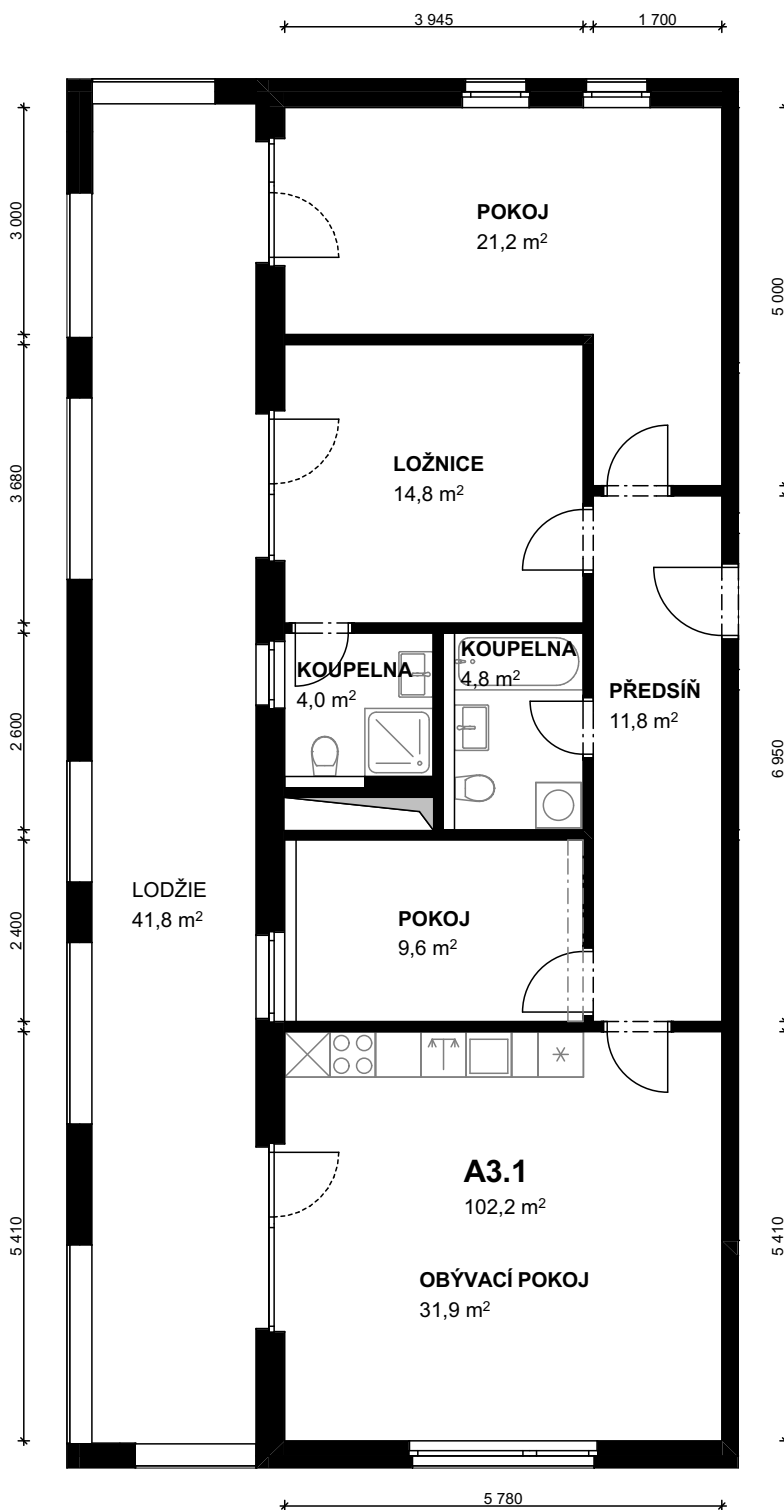 3 945
1 700
3 000
POKOJ
21,2 m²
5 000
LOŽNICE
14,8 m²
3 680
KOUPELNA
4,0 m²
KOUPELNA
4,8 m²
PŘEDSÍŇ
11,8 m²
2 600
6 950
LODŽIE
41,8 m²
POKOJ
9,6 m²
2 400
A3.1
102,2 m²
5 410
5 410
OBÝVACÍ POKOJ
31,9 m²
5 780